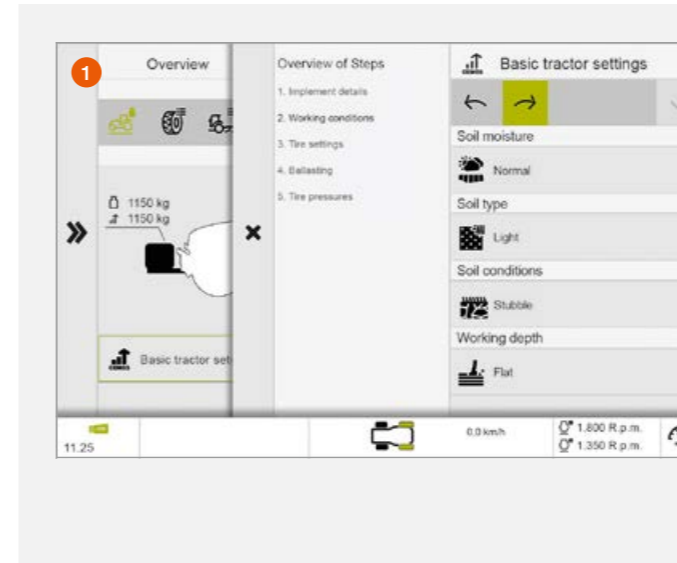 1
Overview
Overview of Steps
Basic tractor settings
1. Implement details
2. Working conditions
3. Tire settings
4. Ballasting
5. Tire pressures
Soil moisture
Normal
Soil type
Light
Soil conditions
Stubble
Working depth
Flat
1150 kg
1150 kg
Basic tractor set
CEMOS
CEMOS
11.25
0,0 km/h
1.800 R.p.m.
1.350 R.p.m.